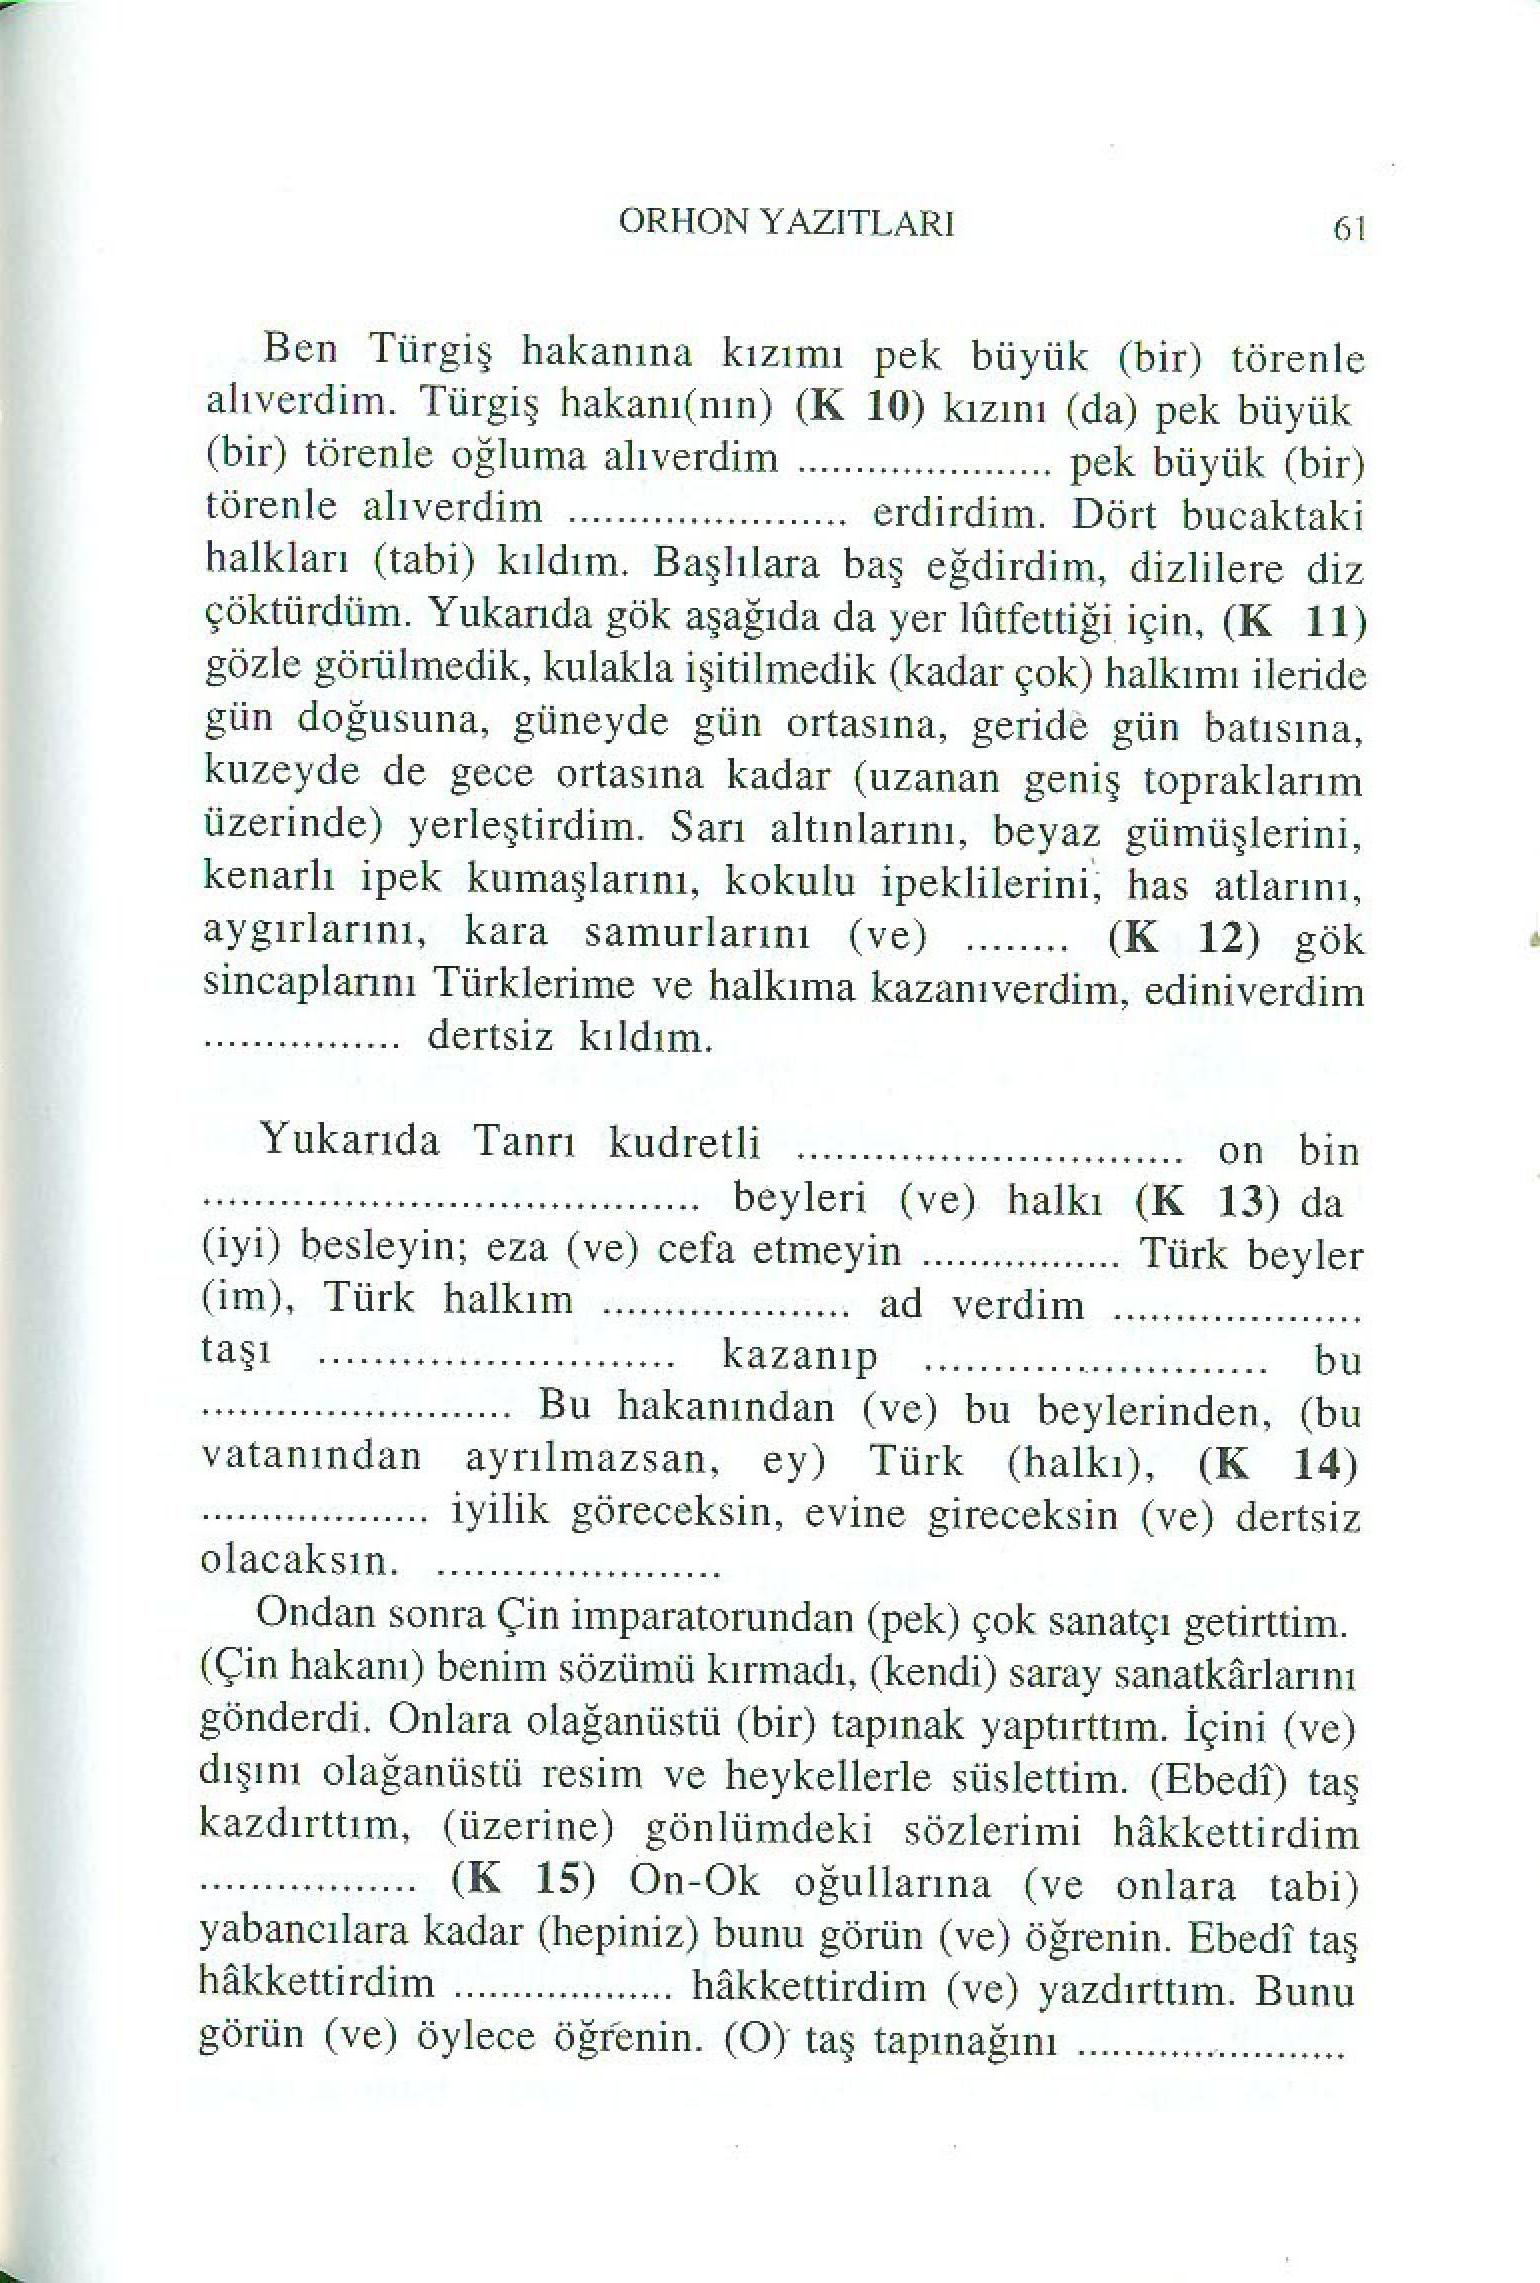 ORHON YAZITLARI 61
Ben Türgiş hakanına kızımı pek büyük (bir) törenle
alıverdim. Türgiş hakanı(nın) (K 10) kızını (da) pek büyük
(bir) törenle oğluma alıverdim ...................... pek büyük (bir)
törenle alıverdim ........................ erdirdim. Dört bucaktaki
halkları (tabi) kıldım. Başlılara baş eğdirdim, dizlilere diz
çöktürdüm. Yukarıda gök aşağıda da yer lûtfettiği için, (K 11)
gözle görülmedik, kulakla işitilmedik (kadar çok) halkımı ileride
gün doğusuna, güneyde gün ortasına, geride gün batısına,
kuzeyde de gece ortasına kadar (uzanan geniş topraklarım
üzerinde) yerleştirdim. Sarı altınlarını, beyaz gümüşlerini,
kenarlı ipek kumaşlarını, kokulu ipeklilerini, has atlarını,
aygırlarını, kara samurlarını (ve) ........ (K 12) gök
sincaplarını Türklerime ve halkıma kazanıverdim, ediniverdim
................ dertsiz kıldım.
Yukarıda Tanrı kudretli ................................ on bin
........................................ beyleri (ve) halkı (K 13) da
(iyi) besleyin; eza (ve) cefa etmeyin ................. Türk beyler
(im), Türk halkım .................... ad verdim ....................
taşı ............................. kazanıp ............................ bu
......................... Bu hakanından (ve) bu beylerinden, (bu
vatanından ayrılmazsan, ey) Türk (halkı), (K 14)
................... iyilik göreceksin, evine gireceksin (ve) dertsiz
olacaksın. .......................
Ondan sonra Çin imparatorundan (pek) çok sanatçı getirttim.
(Çin hakanı) benim sözümü kırmadı, (kendi) saray sanatkârlarını
gönderdi. Onlara olağanüstü (bir) tapınak yaptırttım. İçini (ve)
dışını olağanüstü resim ve heykellerle süslettim. (Ebedî) taş
kazdırttım, (üzerine) gönlümdeki sözlerimi hâkkettirdim
................. (K 15) On-Ok oğullarına (ve onlara tabi)
yabancılara kadar (hepiniz) bunu görün (ve) öğrenin. Ebedî taş
hâkkettirdim .................. hâkkettirdim (ve) yazdırttım. Bunu
görün (ve) öylece öğrenin. (O) taş tapınağını .......................